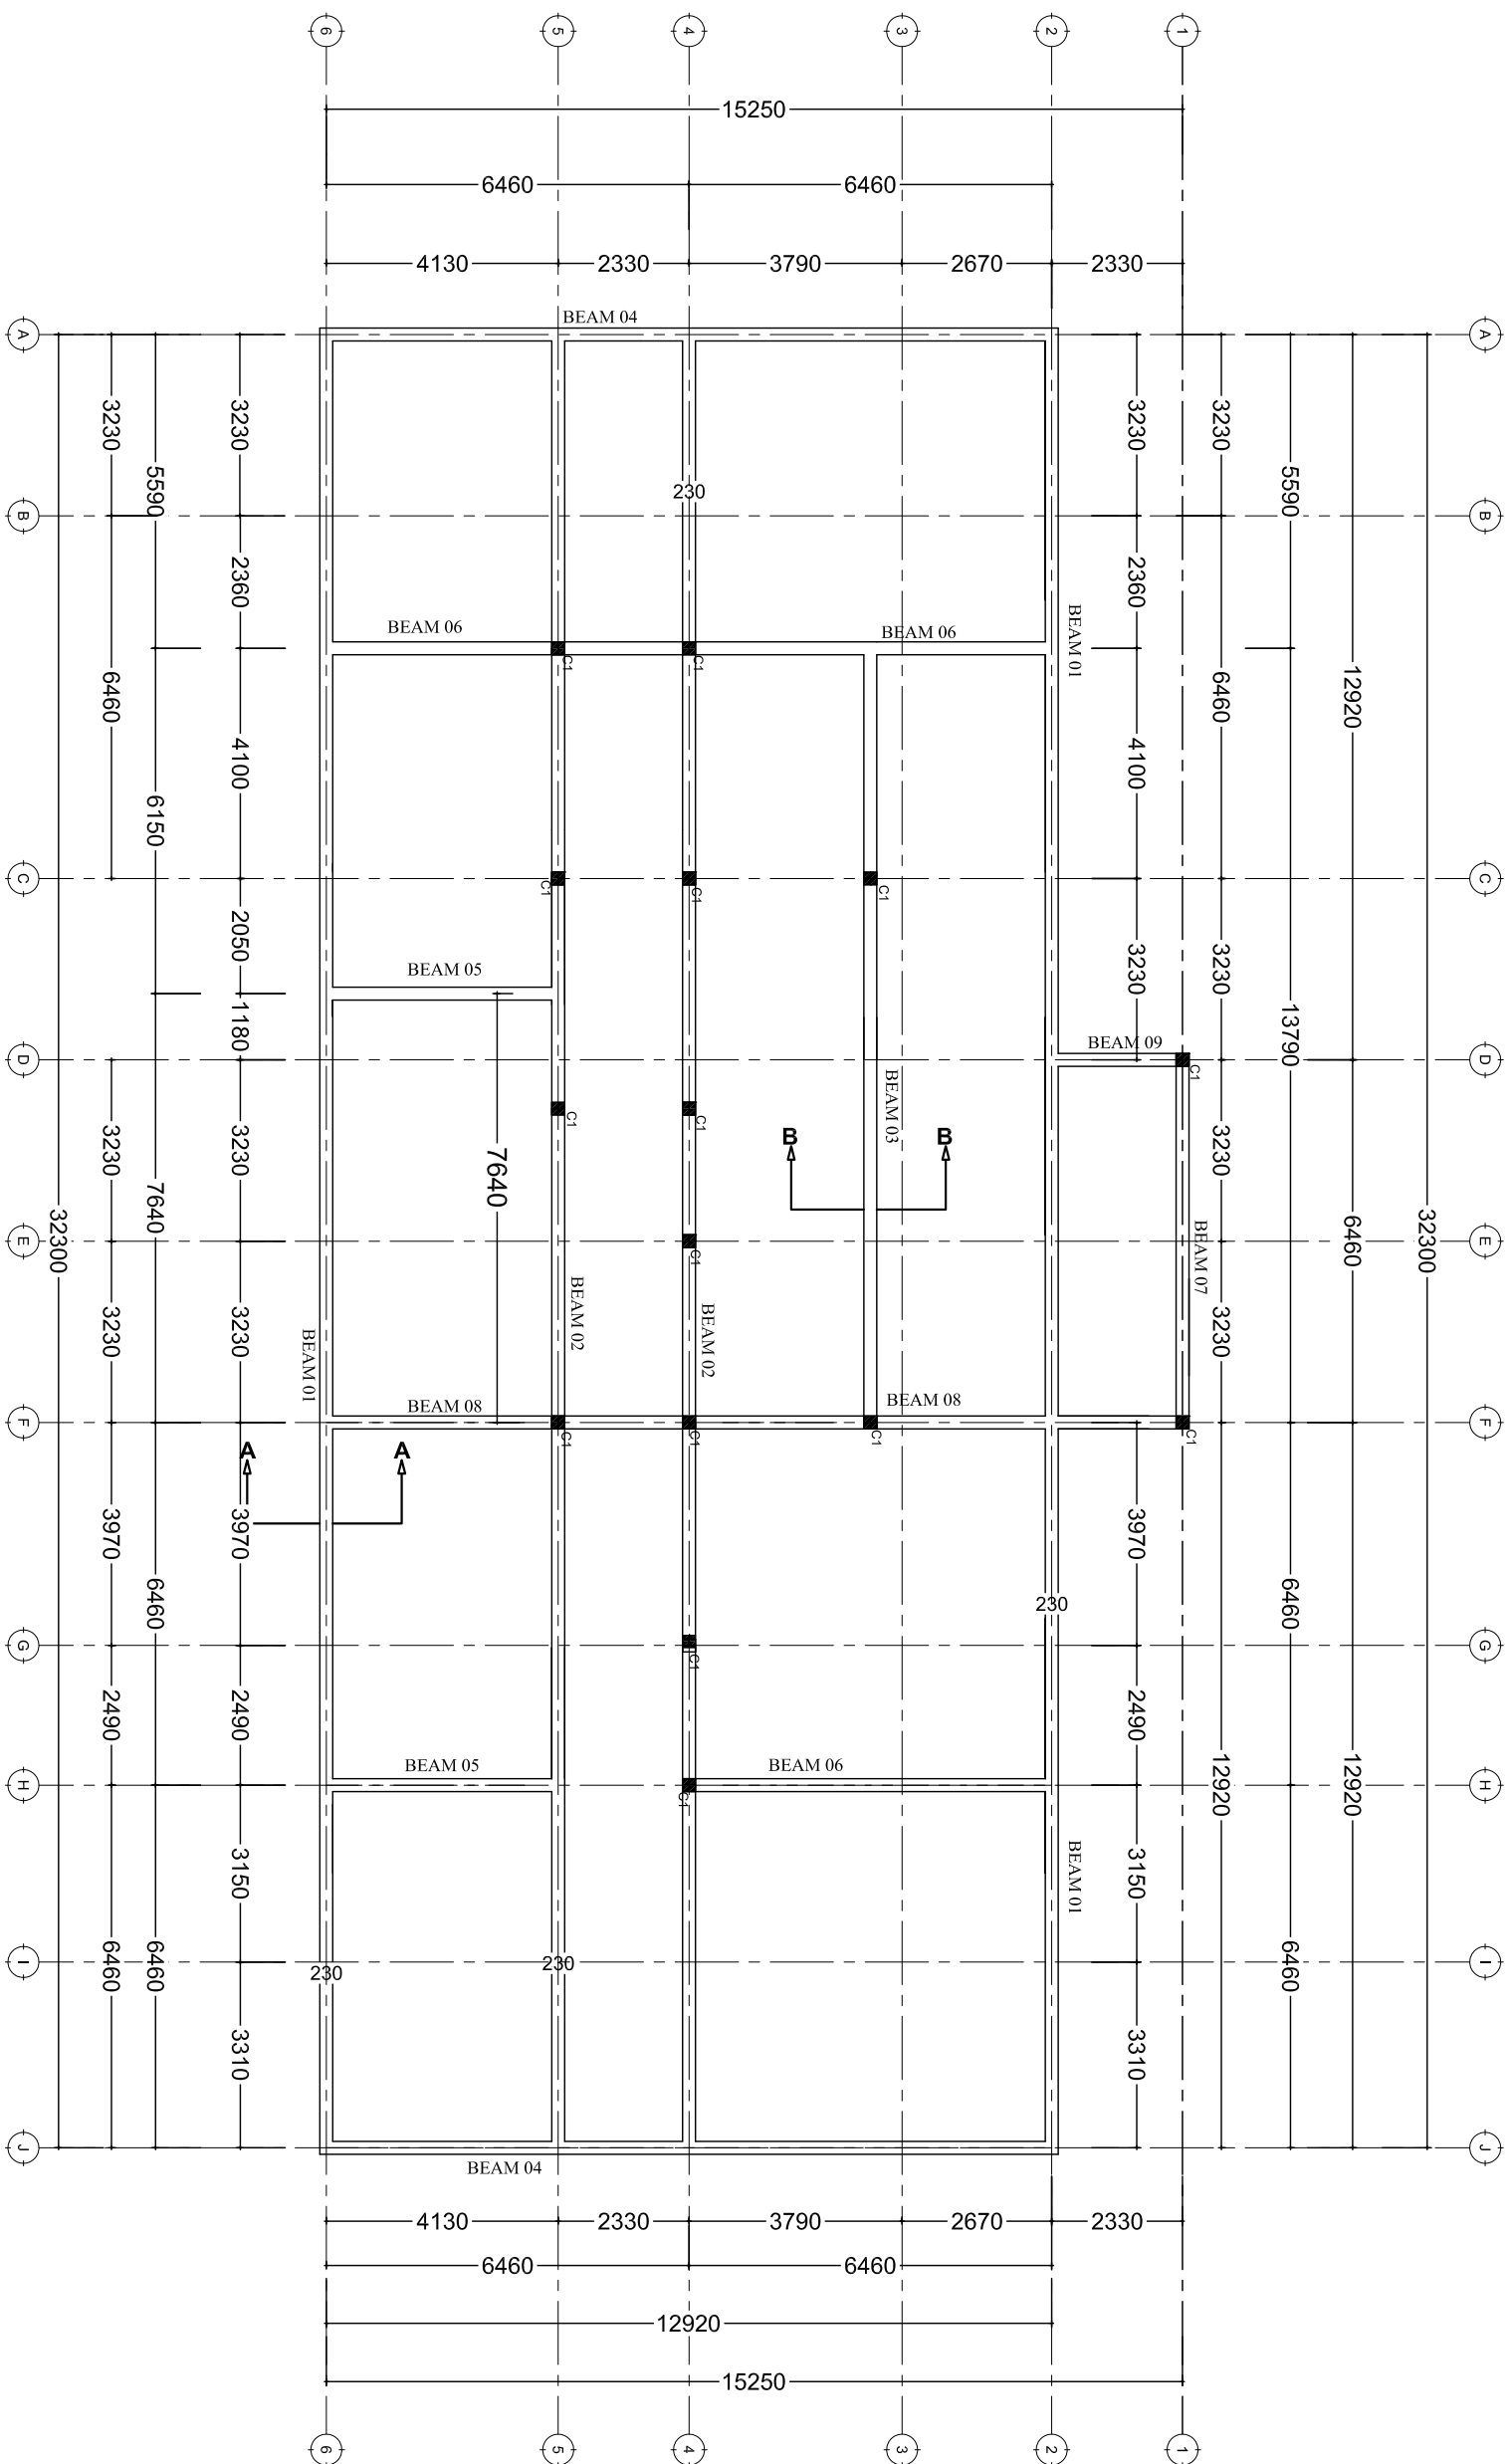 6 5 4 3 2 1
15250
6460 6460
4130 2330 3790 2670 2330
BEAM 04
A A
3230 3230 3230 3230
5590 5590
230
B B
2360 2360
BEAM 01
BEAM 06 BEAM 06
C1 C1
6460 6460 12920
4100 4100
6150
C C
C1 C1 C1
2050 3230 3230
BEAM 05
1180 13790
D D
BEAM 09
C1
C1 C1
BEAM 03
B B
3230 3230 3230
7640 7640
32300 6460 32300
E E
C1
BEAM 07
BEAM 02 BEAM 02
BEAM 01
3230 3230 3230
BEAM 08 BEAM 08
F F
C1 C1 C1 C1
A A
3970 3970 3970
6460 6460
230
G G
C1
2490 2490 2490
BEAM 05 BEAM 06
H H
C1
12920 12920
3150 3150
BEAM 01
6460 6460 6460
I I
230 230
3310 3310
J J
BEAM 04
4130 2330 3790 2670 2330
6460 6460
12920
15250
6 5 4 3 2 1